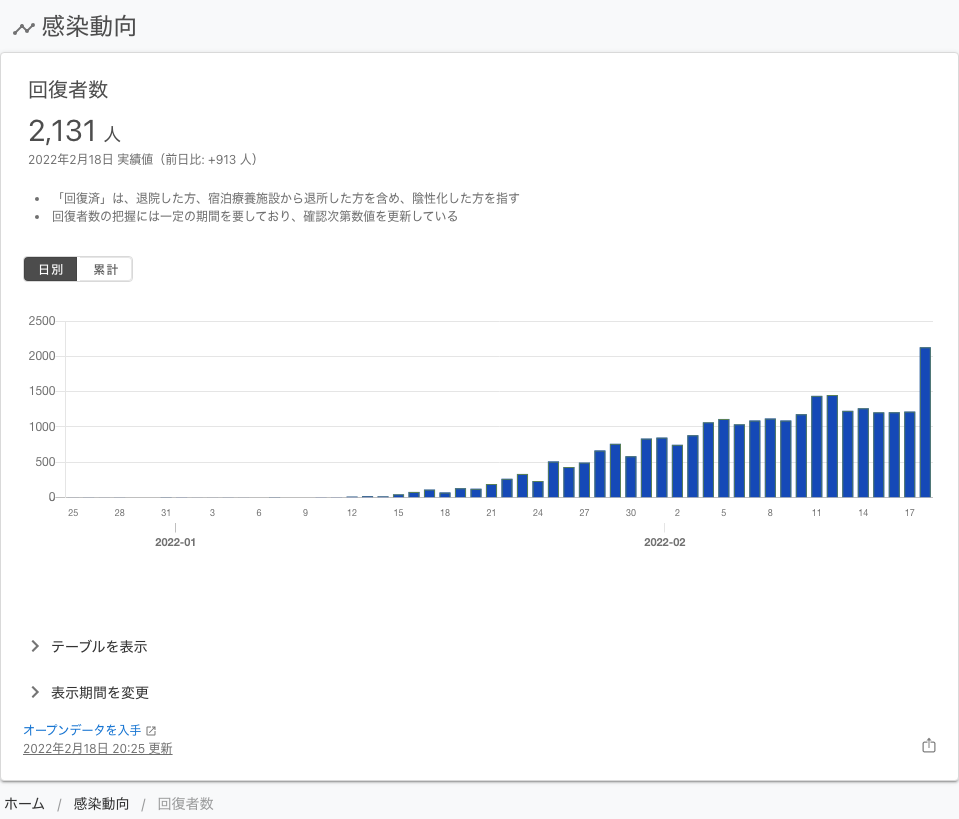 感染動向
回復者数
2,131 人
2022年2月18日 実績値（前日比: +913 人）
「回復済」は、退院した方、宿泊療養施設から退所した方を含め、陰性化した方を指す
回復者数の把握には一定の期間を要しており、確認次第数値を更新している
日別 累計
2500
2000
1500
1000
500
0
25 28 31 3 6 9 12 15 18 21 24 27 30 2 5 8 11 14 17
2022-01 2022-02
テーブルを表示
表示期間を変更
オープンデータを入手
2022年2月18日 20:25 更新
ホーム / 感染動向 / 回復者数